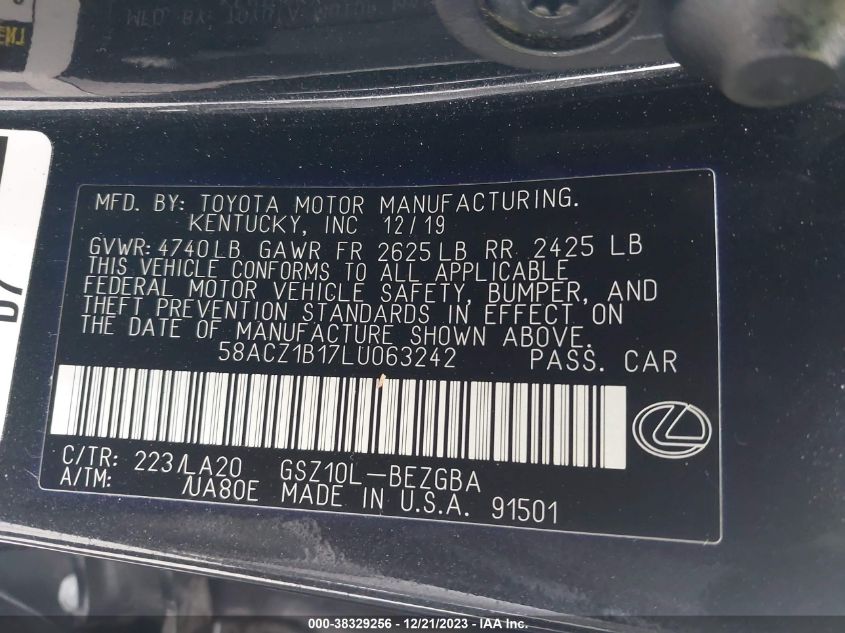 MFD. BY: TOYOTA MOTOR MANUFACTURING.
KENTUCKY, INC 12/19
GVWR: 4740LB GAWR FR 2625LB RR 2425 LB
THIS VEHICLE CONFORMS TO ALL APPLICABLE
FEDERAL MOTOR VEHICLE SAFETY, BUMPER, AND
THEFT PREVENTION STANDARDS IN EFFECT ON
THE DATE OF MANUFACTURE SHOWN ABOVE.
58ACZ1B17LU063242 PASS. CAR
C/TR: 223/LA20 GSZ10L-BEZGBA
A/TM: /UA80E MADE IN U.S.A. 91501
000-38329256 - 12/21/2023 - IAA Inc.